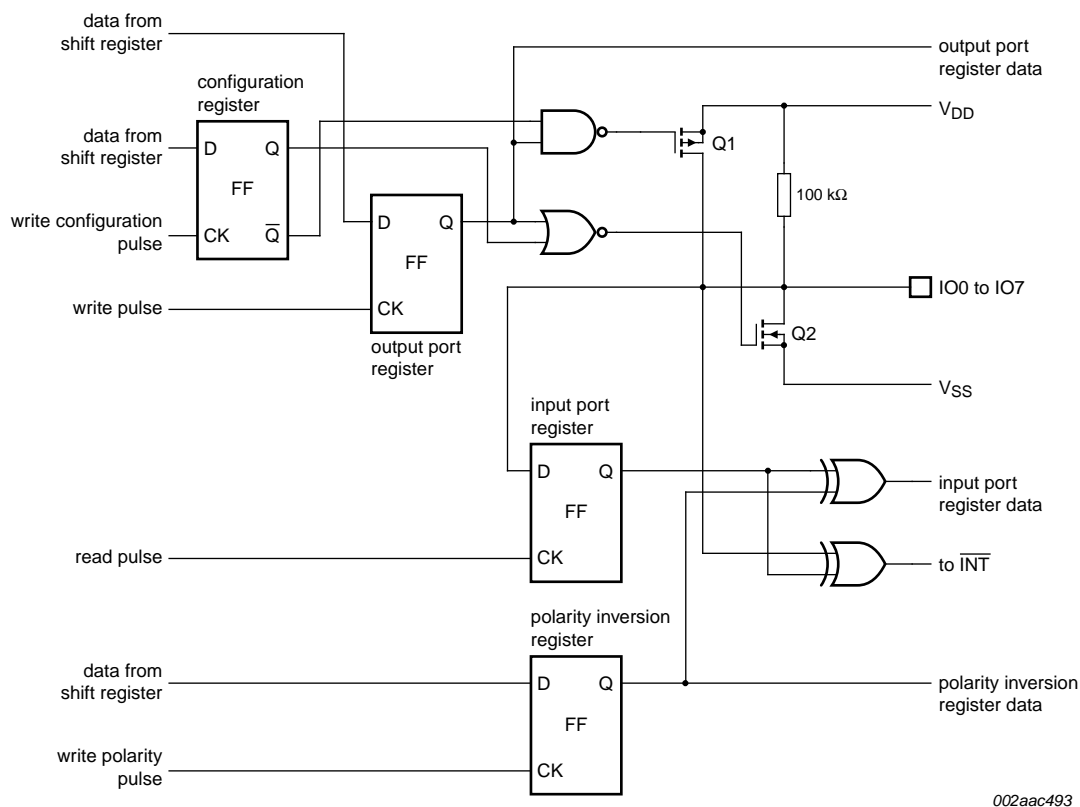 data from
shift register
output port
register data
configuration
register
VDD
data from
shift register
D
Q
Q1
FF
100 kΩ
D
Q
write configuration
pulse
CK
Q̅
FF
IO0 to IO7
write pulse
CK
Q2
output port
register
VSS
input port
register
D
Q
input port
register data
FF
read pulse
CK
to I̅N̅T̅
polarity inversion
register
data from
shift register
D
Q
polarity inversion
register data
FF
write polarity
pulse
CK
002aac493